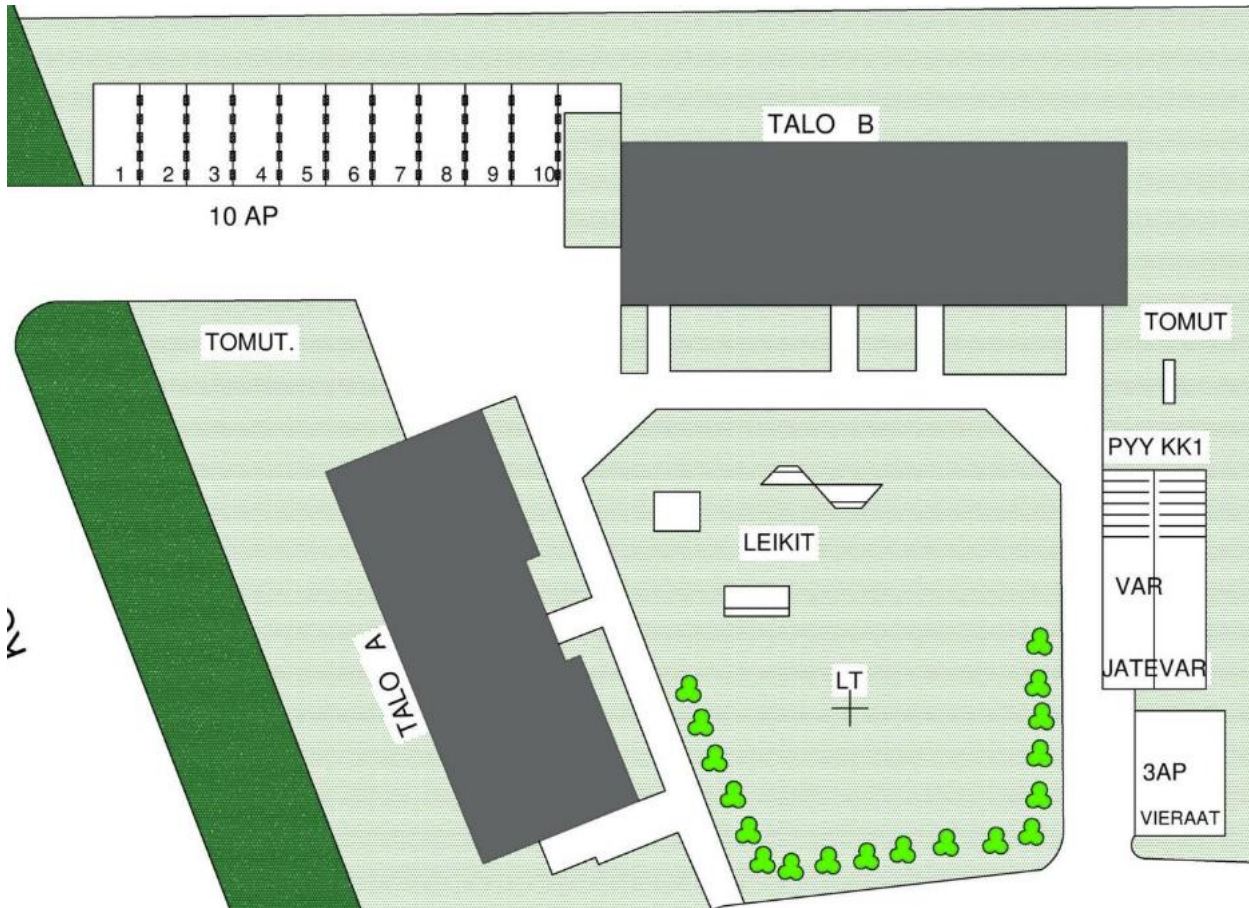 TALO B
1 2 3 4 5 6 7 8 9 10
10 AP
TOMUT.
TOMUT
PYY KK1
LEIKIT
VAR
TALO A
JATEVAR
LT
3AP
VIERAAT